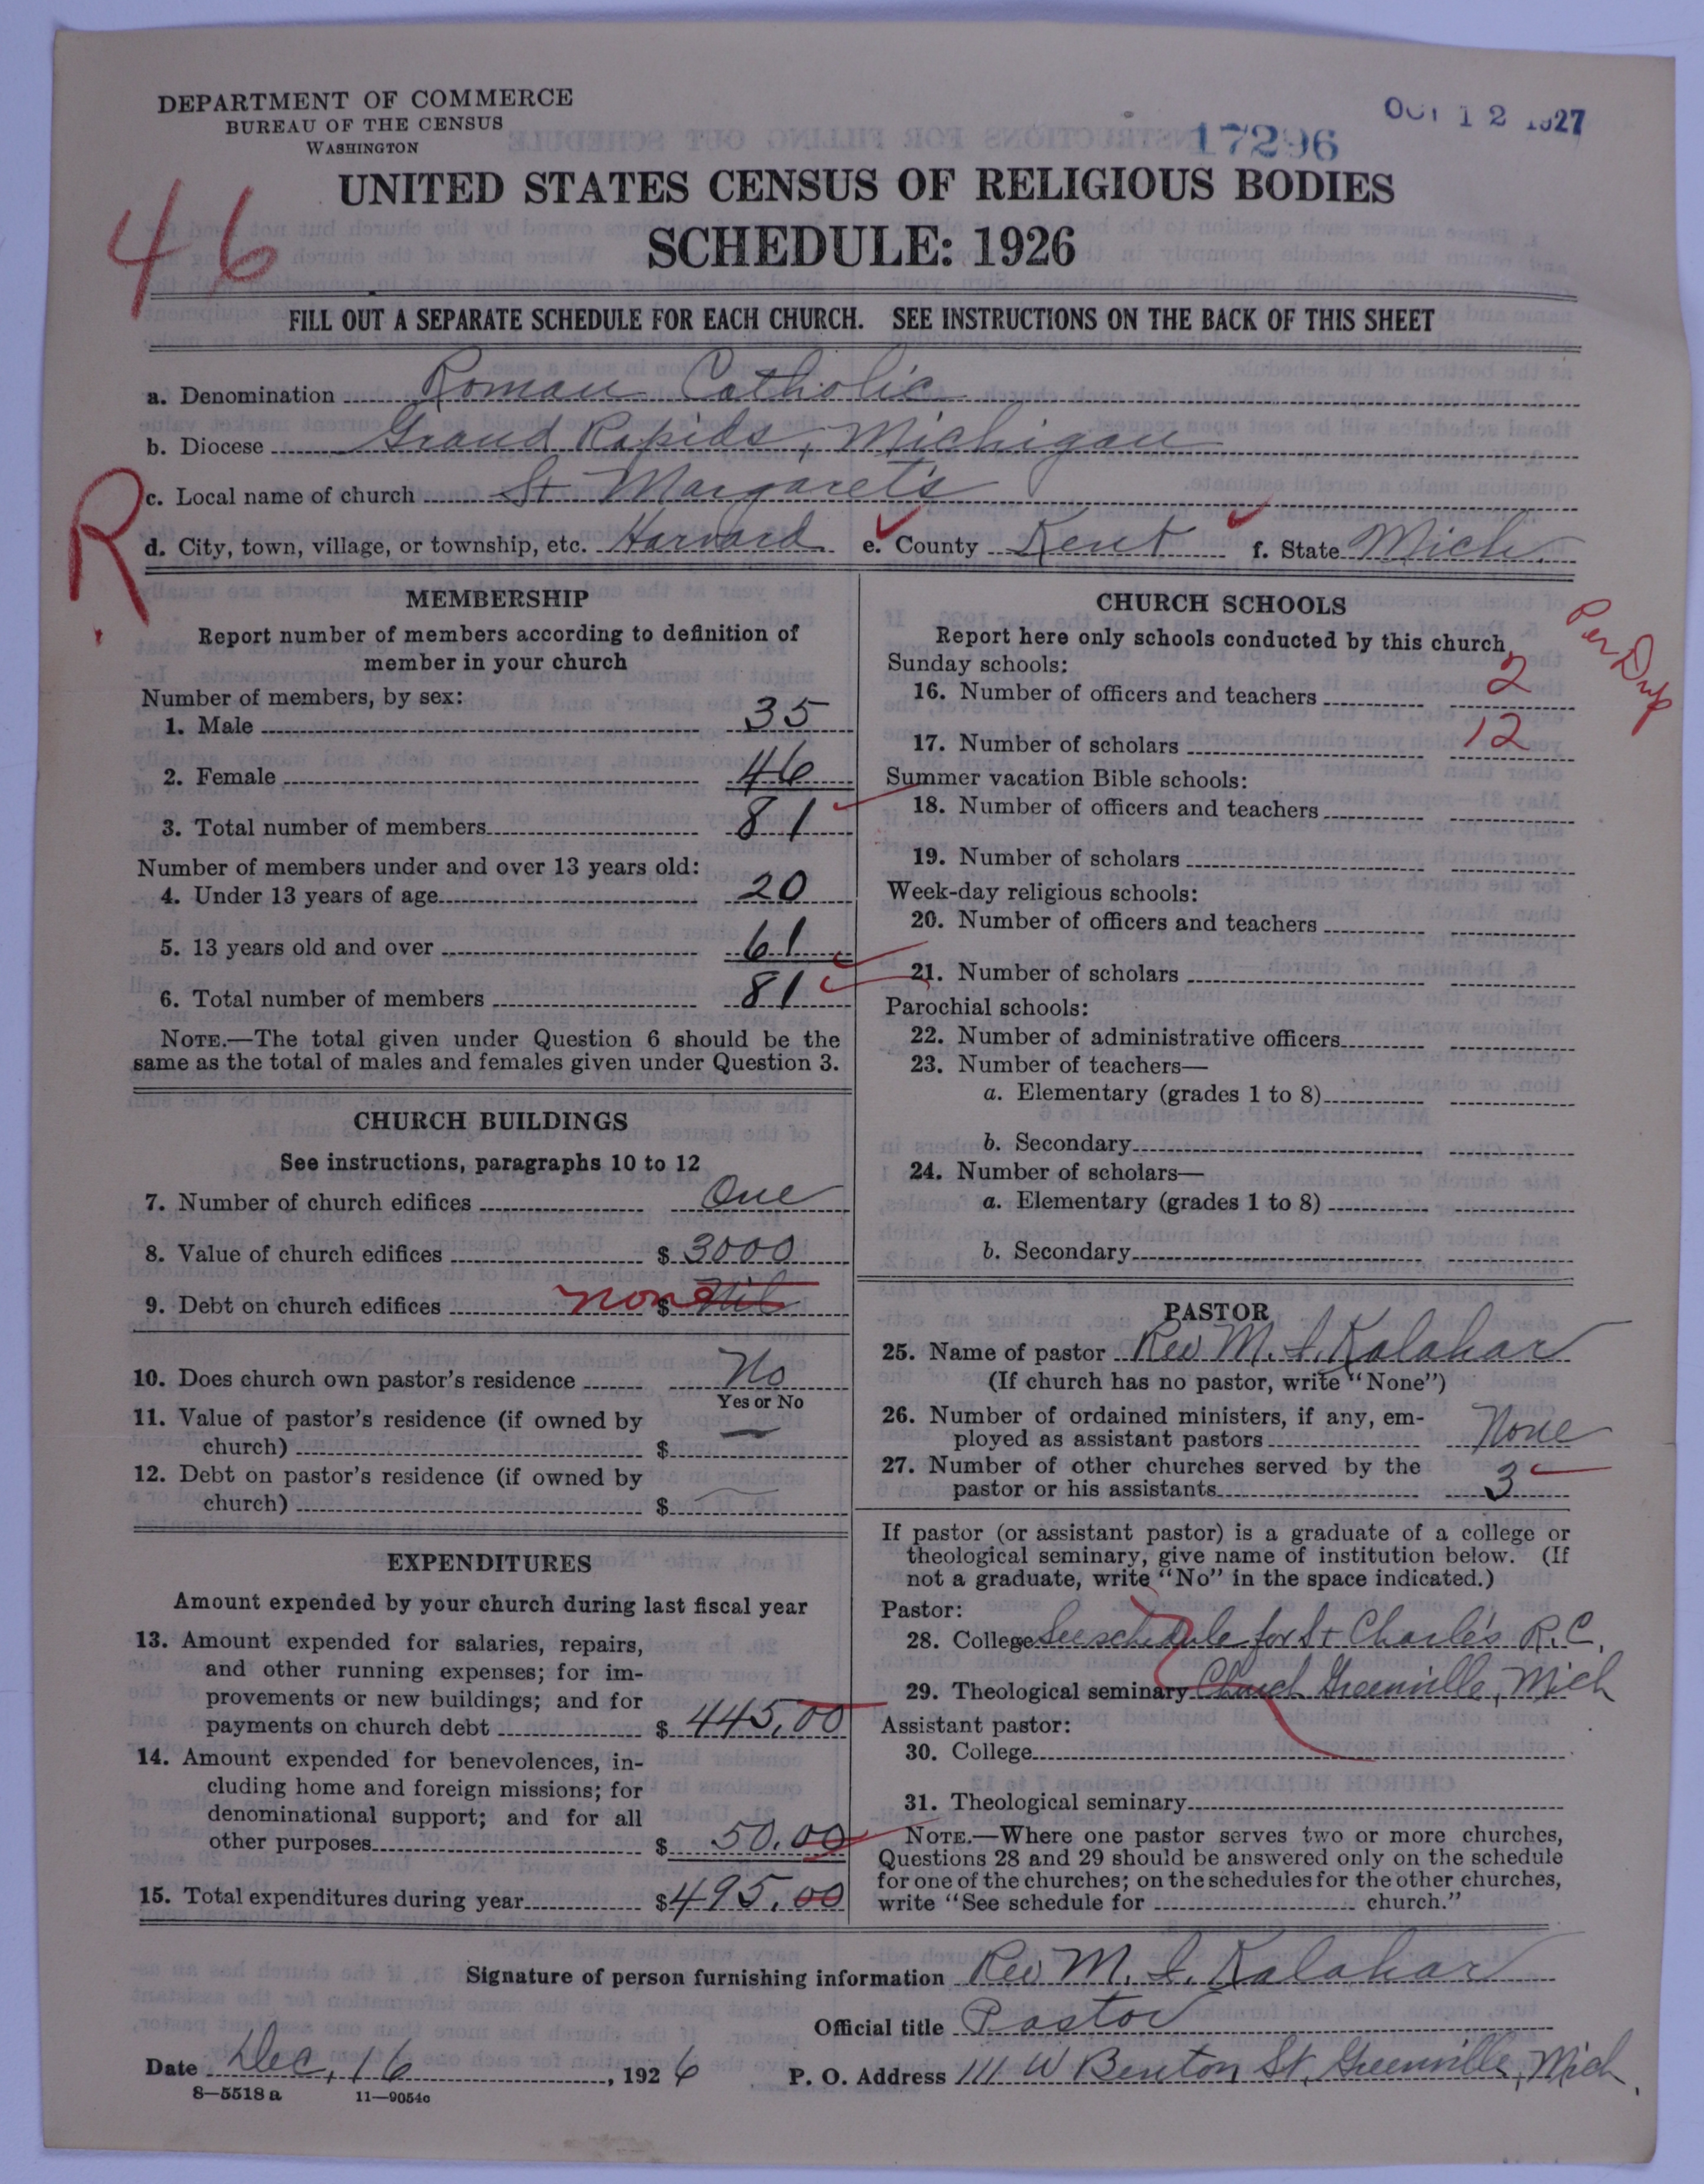 DEPARTMENT OF COMMERCE
BUREAU OF THE CENSUS
WASHINGTON
OCT 12 1927
17296
UNITED STATES CENSUS OF RELIGIOUS BODIES
SCHEDULE: 1926
46
FILL OUT A SEPARATE SCHEDULE FOR EACH CHURCH. SEE INSTRUCTIONS ON THE BACK OF THIS SHEET
a. Denomination Roman Catholic
b. Diocese Grand Rapids, Michigan
R
c. Local name of church St Margaret's
d. City, town, village, or township, etc. Harvard e. County Kent f. State Mich.
MEMBERSHIP
Report number of members according to definition of
member in your church
Number of members, by sex:
1. Male 35
2. Female 46
3. Total number of members 81
Number of members under and over 13 years old:
4. Under 13 years of age 20
5. 13 years old and over 61
6. Total number of members 81
NOTE.—The total given under Question 6 should be the
same as the total of males and females given under Question 3.
CHURCH BUILDINGS
See instructions, paragraphs 10 to 12
7. Number of church edifices One
8. Value of church edifices $ 3000
9. Debt on church edifices none $ Nil
10. Does church own pastor's residence No
Yes or No
11. Value of pastor's residence (if owned by
church) $
12. Debt on pastor's residence (if owned by
church) $
EXPENDITURES
Amount expended by your church during last fiscal year
13. Amount expended for salaries, repairs,
and other running expenses; for im-
provements or new buildings; and for
payments on church debt $ 445.00
14. Amount expended for benevolences, in-
cluding home and foreign missions; for
denominational support; and for all
other purposes $ 50.00
15. Total expenditures during year $ 495.00
CHURCH SCHOOLS
Report here only schools conducted by this church
Per Dup
Sunday schools:
16. Number of officers and teachers 2
17. Number of scholars 12
Summer vacation Bible schools:
18. Number of officers and teachers
19. Number of scholars
Week-day religious schools:
20. Number of officers and teachers
21. Number of scholars
Parochial schools:
22. Number of administrative officers
23. Number of teachers—
a. Elementary (grades 1 to 8)
b. Secondary
24. Number of scholars—
a. Elementary (grades 1 to 8)
b. Secondary
PASTOR
25. Name of pastor Rev M. I. Kalahar
(If church has no pastor, write "None")
26. Number of ordained ministers, if any, em-
ployed as assistant pastors None
27. Number of other churches served by the
pastor or his assistants 3
If pastor (or assistant pastor) is a graduate of a college or
theological seminary, give name of institution below. (If
not a graduate, write "No" in the space indicated.)
Pastor:
28. College See schedule for St Charle's R.C.
29. Theological seminary Church Greenville, Mich
Assistant pastor:
30. College
31. Theological seminary
NOTE.—Where one pastor serves two or more churches,
Questions 28 and 29 should be answered only on the schedule
for one of the churches; on the schedules for the other churches,
write "See schedule for church."
Signature of person furnishing information Rev M. I. Kalahar
Official title Pastor
Date Dec. 16, 1926 P. O. Address 111 W Benton St, Greenville, Mich.
8—5518 a 11—9054c